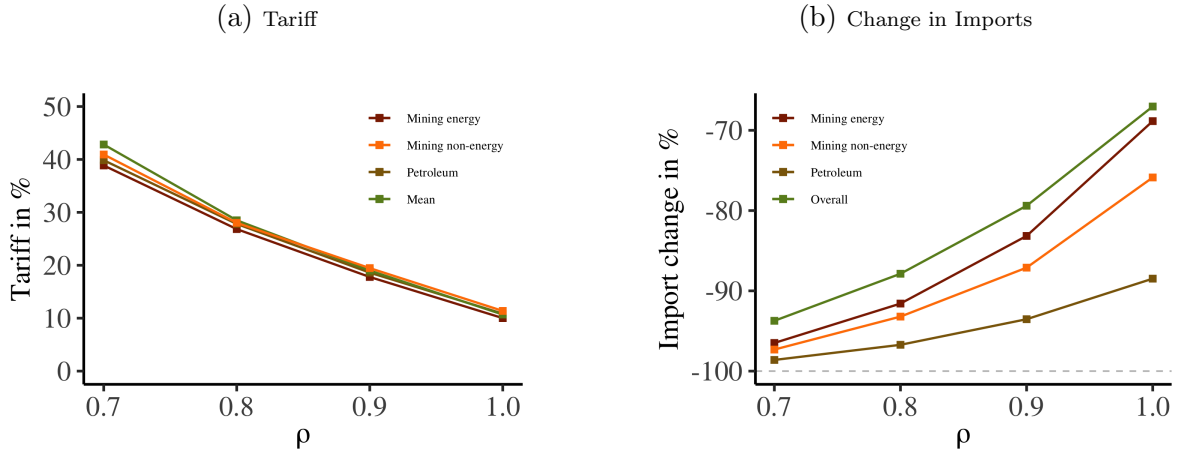 (a) Tariff
50
40
30
20
10
0
Tariff in %
0.7 0.8 0.9 1.0
ρ
Mining energy
Mining non-energy
Petroleum
Mean
(b) Change in Imports
-70
-80
-90
-100
Import change in %
0.7 0.8 0.9 1.0
ρ
Mining energy
Mining non-energy
Petroleum
Overall